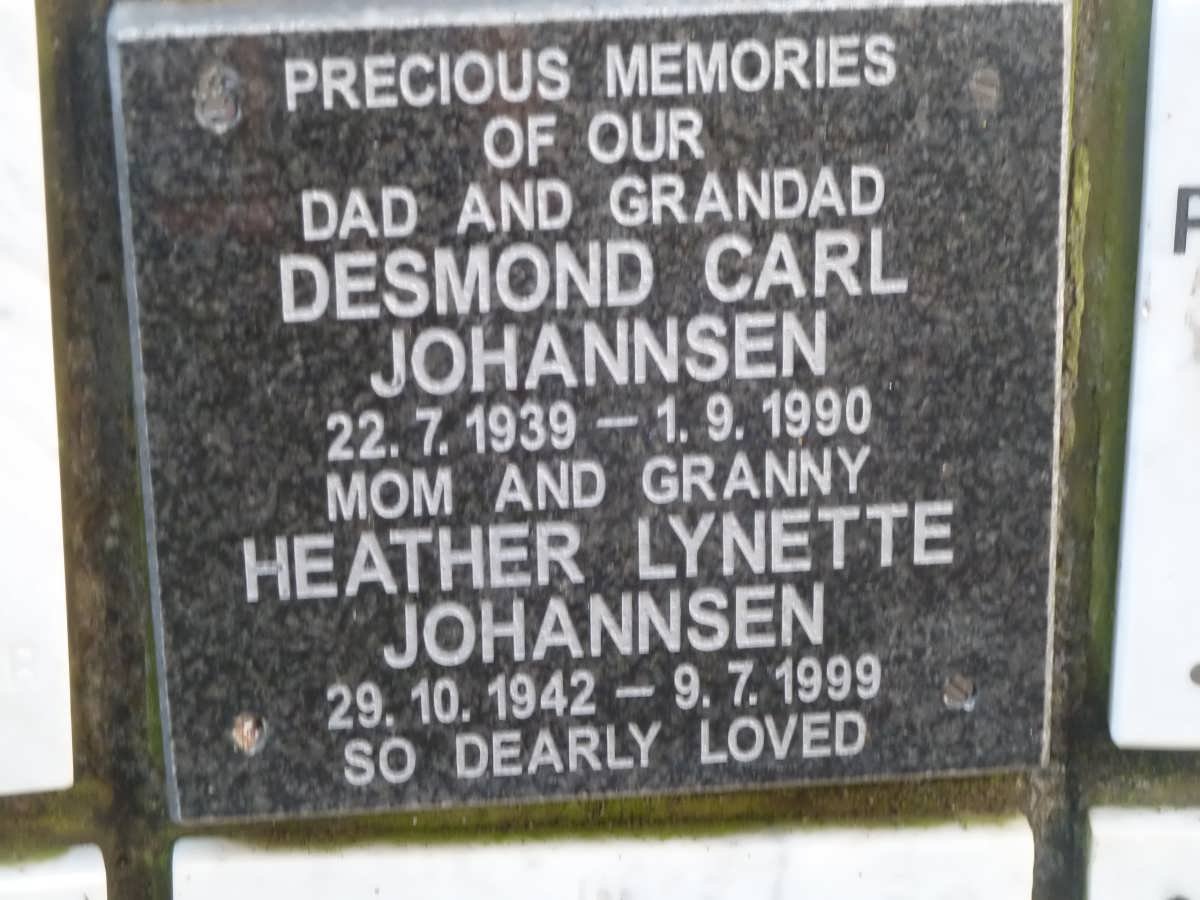 PRECIOUS MEMORIES
OF OUR
DAD AND GRANDAD
DESMOND CARL
JOHANNSEN
22. 7. 1939 – 1. 9. 1990
MOM AND GRANNY
HEATHER LYNETTE
JOHANNSEN
29. 10. 1942 – 9. 7. 1999
SO DEARLY LOVED